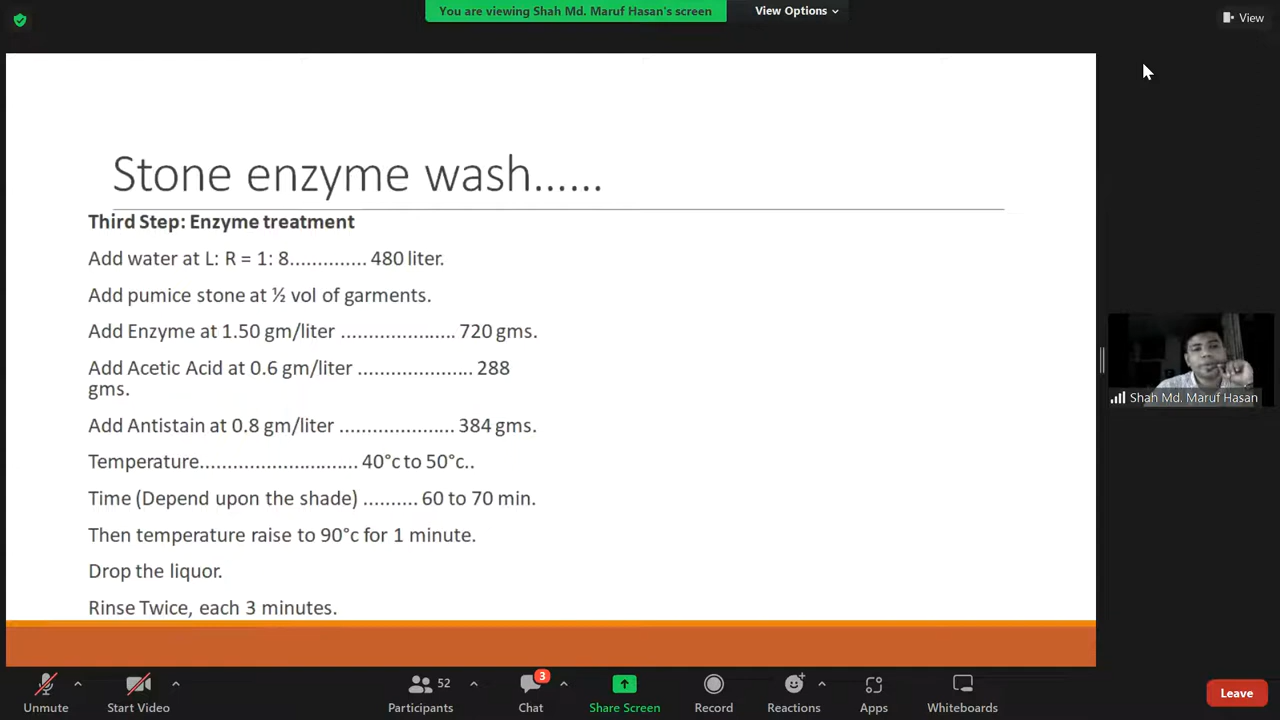 You are viewing Shah Md. Maruf Hasan's screen
View Options
View
Stone enzyme wash......
Third Step: Enzyme treatment
Add water at L: R = 1: 8.............. 480 liter.
Add pumice stone at ½ vol of garments.
Add Enzyme at 1.50 gm/liter .................... 720 gms.
Add Acetic Acid at 0.6 gm/liter ..................... 288
gms.
Add Antistain at 0.8 gm/liter .................... 384 gms.
Temperature............................ 40°c to 50°c..
Time (Depend upon the shade) .......... 60 to 70 min.
Then temperature raise to 90°c for 1 minute.
Drop the liquor.
Rinse Twice, each 3 minutes.
Shah Md. Maruf Hasan
Unmute
Start Video
52
Participants
3
Chat
Share Screen
Record
Reactions
Apps
Whiteboards
Leave